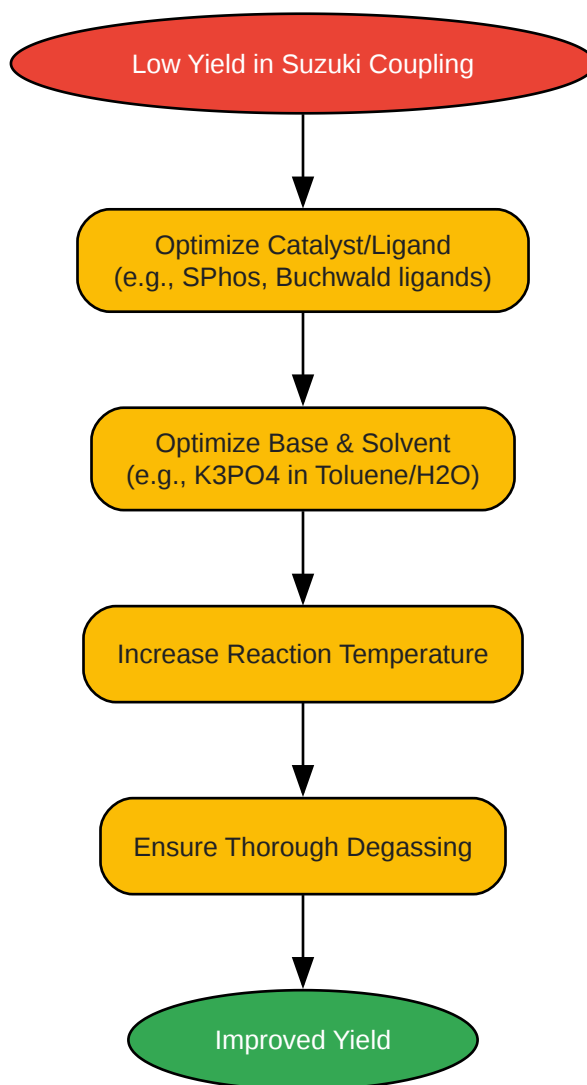 Low Yield in Suzuki Coupling
Optimize Catalyst/Ligand
(e.g., SPhos, Buchwald ligands)
Optimize Base & Solvent
(e.g., K3PO4 in Toluene/H2O)
Increase Reaction Temperature
Ensure Thorough Degassing
Improved Yield